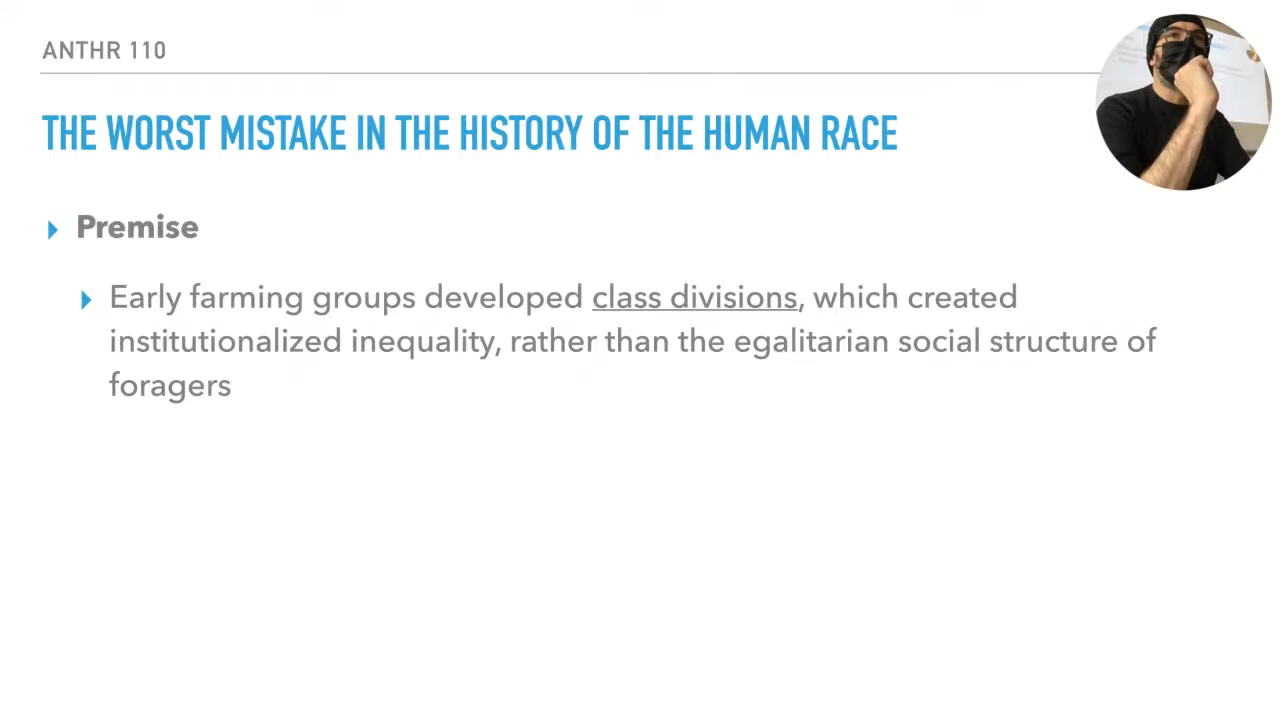 ANTHR 110
THE WORST MISTAKE IN THE HISTORY OF THE HUMAN RACE
Premise
Early farming groups developed class divisions, which created
institutionalized inequality, rather than the egalitarian social structure of
foragers